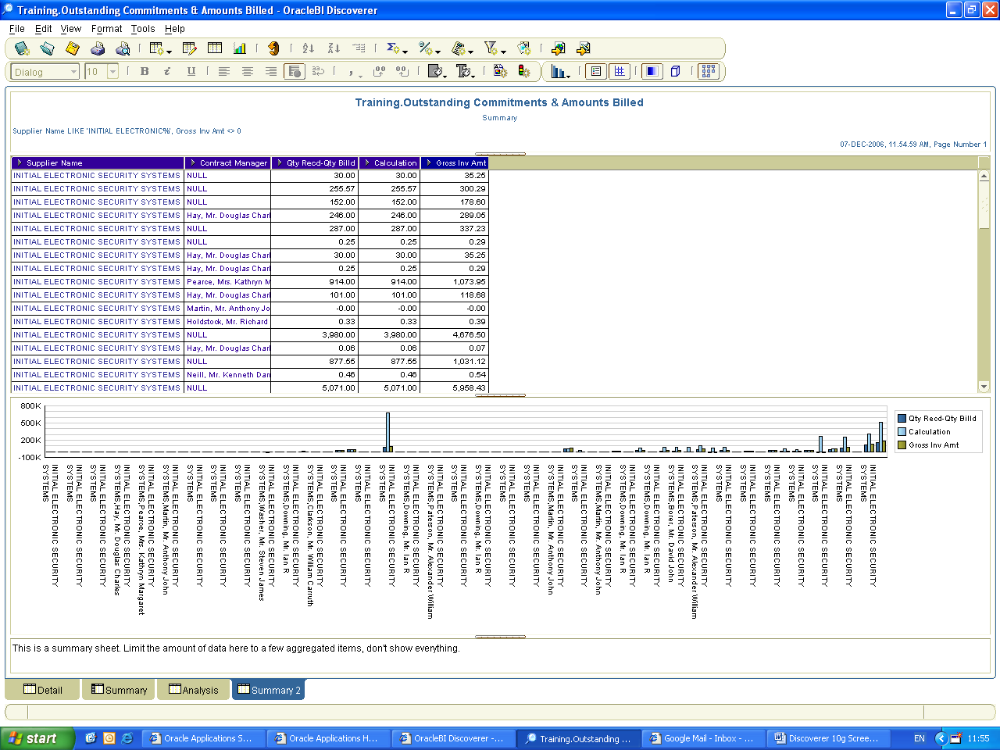 Training.Outstanding Commitments & Amounts Billed - OracleBI Discoverer
File Edit View Format Tools Help
Dialog 10 B i U
Training.Outstanding Commitments & Amounts Billed
Summary
Supplier Name LIKE 'INITIAL ELECTRONIC%', Gross Inv Amt <> 0
07-DEC-2006, 11.54.59 AM, Page Number 1
Supplier Name Contract Manager Qty Recd-Qty Billd Calculation Gross Inv Amt
INITIAL ELECTRONIC SECURITY SYSTEMS NULL 30.00 30.00 35.25
INITIAL ELECTRONIC SECURITY SYSTEMS NULL 255.57 255.57 300.29
INITIAL ELECTRONIC SECURITY SYSTEMS NULL 152.00 152.00 178.60
INITIAL ELECTRONIC SECURITY SYSTEMS Hay, Mr. Douglas Charl 246.00 246.00 289.05
INITIAL ELECTRONIC SECURITY SYSTEMS NULL 287.00 287.00 337.23
INITIAL ELECTRONIC SECURITY SYSTEMS NULL 0.25 0.25 0.29
INITIAL ELECTRONIC SECURITY SYSTEMS Hay, Mr. Douglas Charl 30.00 30.00 35.25
INITIAL ELECTRONIC SECURITY SYSTEMS Hay, Mr. Douglas Charl 0.25 0.25 0.29
INITIAL ELECTRONIC SECURITY SYSTEMS Pearce, Mrs. Kathryn M 914.00 914.00 1,073.95
INITIAL ELECTRONIC SECURITY SYSTEMS Hay, Mr. Douglas Charl 101.00 101.00 118.68
INITIAL ELECTRONIC SECURITY SYSTEMS Martin, Mr. Anthony Jo -0.00 -0.00 -0.00
INITIAL ELECTRONIC SECURITY SYSTEMS Holdstock, Mr. Richard 0.33 0.33 0.39
INITIAL ELECTRONIC SECURITY SYSTEMS NULL 3,980.00 3,980.00 4,676.50
INITIAL ELECTRONIC SECURITY SYSTEMS Hay, Mr. Douglas Charl 0.06 0.06 0.07
INITIAL ELECTRONIC SECURITY SYSTEMS NULL 877.55 877.55 1,031.12
INITIAL ELECTRONIC SECURITY SYSTEMS Neill, Mr. Kenneth Dar 0.46 0.46 0.54
INITIAL ELECTRONIC SECURITY SYSTEMS NULL 5,071.00 5,071.00 5,958.43
800K
500K
200K
-100K
Qty Recd-Qty Billd
Calculation
Gross Inv Amt
INITIAL ELECTRONIC SECURITY SYSTEMS
INITIAL ELECTRONIC SECURITY SYSTEMS
INITIAL ELECTRONIC SECURITY SYSTEMS
INITIAL ELECTRONIC SECURITY SYSTEMS,Hay, Mr. Douglas Charles
INITIAL ELECTRONIC SECURITY SYSTEMS,Pearce, Mrs. Kathryn Margaret
INITIAL ELECTRONIC SECURITY SYSTEMS,Martin, Mr. Anthony John
INITIAL ELECTRONIC SECURITY SYSTEMS
INITIAL ELECTRONIC SECURITY SYSTEMS
INITIAL ELECTRONIC SECURITY SYSTEMS
INITIAL ELECTRONIC SECURITY SYSTEMS,Washer, Mr. Steven James
INITIAL ELECTRONIC SECURITY SYSTEMS,Downing, Mr. Ian R
INITIAL ELECTRONIC SECURITY SYSTEMS,Clarkson, Mr. William Carruth
INITIAL ELECTRONIC SECURITY SYSTEMS
INITIAL ELECTRONIC SECURITY SYSTEMS
INITIAL ELECTRONIC SECURITY SYSTEMS
INITIAL ELECTRONIC SECURITY SYSTEMS,Downing, Mr. Ian R
INITIAL ELECTRONIC SECURITY SYSTEMS,Paterson, Mr. Alexander William
INITIAL ELECTRONIC SECURITY SYSTEMS
INITIAL ELECTRONIC SECURITY SYSTEMS,Downing, Mr. Ian R
INITIAL ELECTRONIC SECURITY SYSTEMS
INITIAL ELECTRONIC SECURITY SYSTEMS
INITIAL ELECTRONIC SECURITY SYSTEMS,Martin, Mr. Anthony John
INITIAL ELECTRONIC SECURITY SYSTEMS
INITIAL ELECTRONIC SECURITY SYSTEMS,Martin, Mr. Anthony John
INITIAL ELECTRONIC SECURITY SYSTEMS,Downing, Mr. Ian R
INITIAL ELECTRONIC SECURITY SYSTEMS,Downing, Mr. Ian R
INITIAL ELECTRONIC SECURITY SYSTEMS,Borer, Mr. David John
INITIAL ELECTRONIC SECURITY SYSTEMS,Paterson, Mr. Alexander William
INITIAL ELECTRONIC SECURITY SYSTEMS
INITIAL ELECTRONIC SECURITY SYSTEMS
INITIAL ELECTRONIC SECURITY SYSTEMS
INITIAL ELECTRONIC SECURITY SYSTEMS
INITIAL ELECTRONIC SECURITY SYSTEMS
INITIAL ELECTRONIC SECURITY SYSTEMS
INITIAL ELECTRONIC SECURITY SYSTEMS
This is a summary sheet. Limit the amount of data here to a few aggregated items, don't show everything.
Detail Summary Analysis Summary 2
start Oracle Applications S... Oracle Applications H... OracleBI Discoverer -... Training.Outstanding ... Google Mail - Inbox - ... Discoverer 10g Scree... EN 11:55